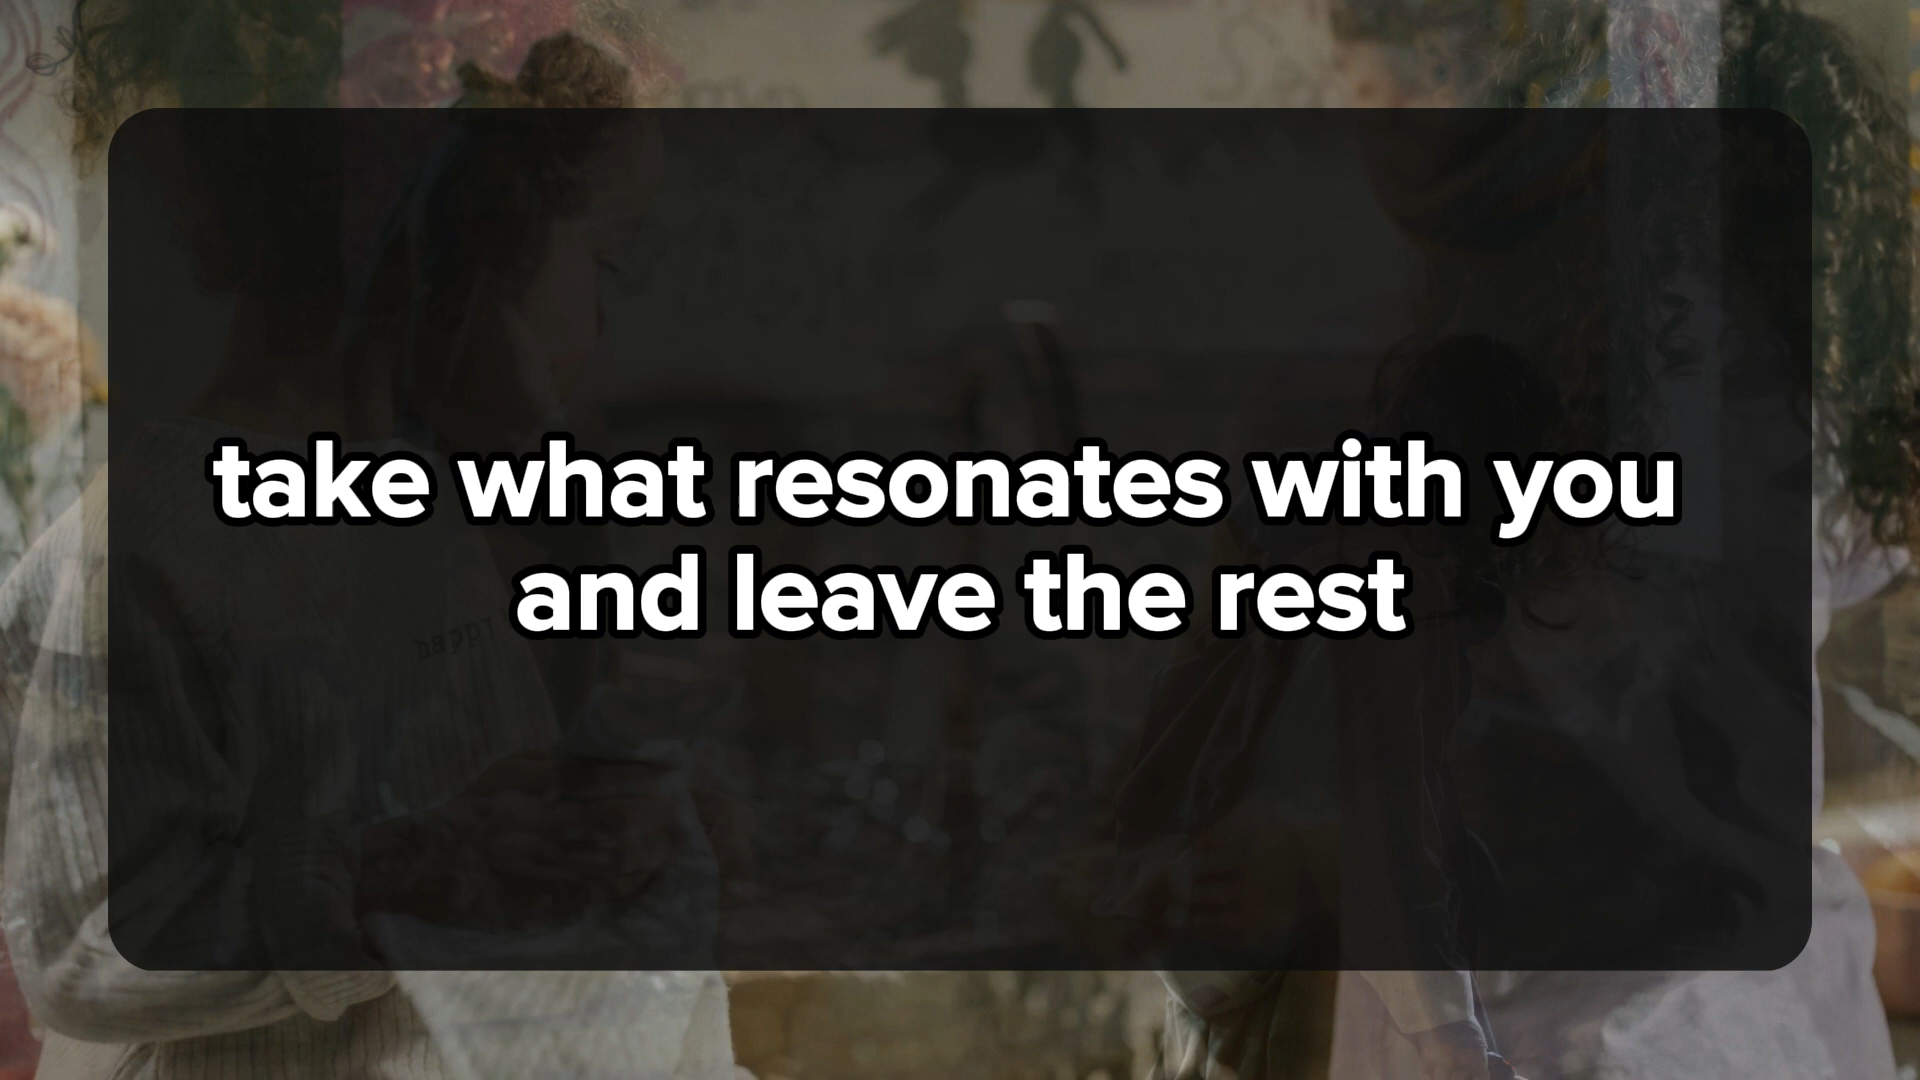 take what resonates with you
and leave the rest